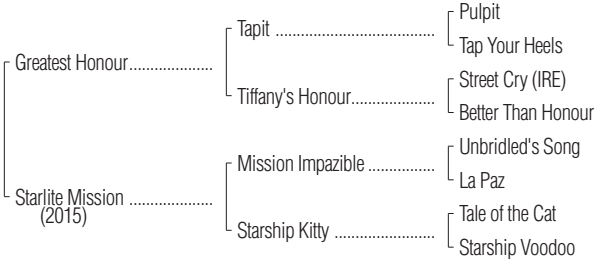 Pulpit
Tapit ....................................
Tap Your Heels
Greatest Honour...................
Street Cry (IRE)
Tiffany's Honour...................
Better Than Honour
Unbridled's Song
Mission Impazible ...............
La Paz
Starlite Mission ...................
(2015)
Tale of the Cat
Starship Kitty .......................
Starship Voodoo